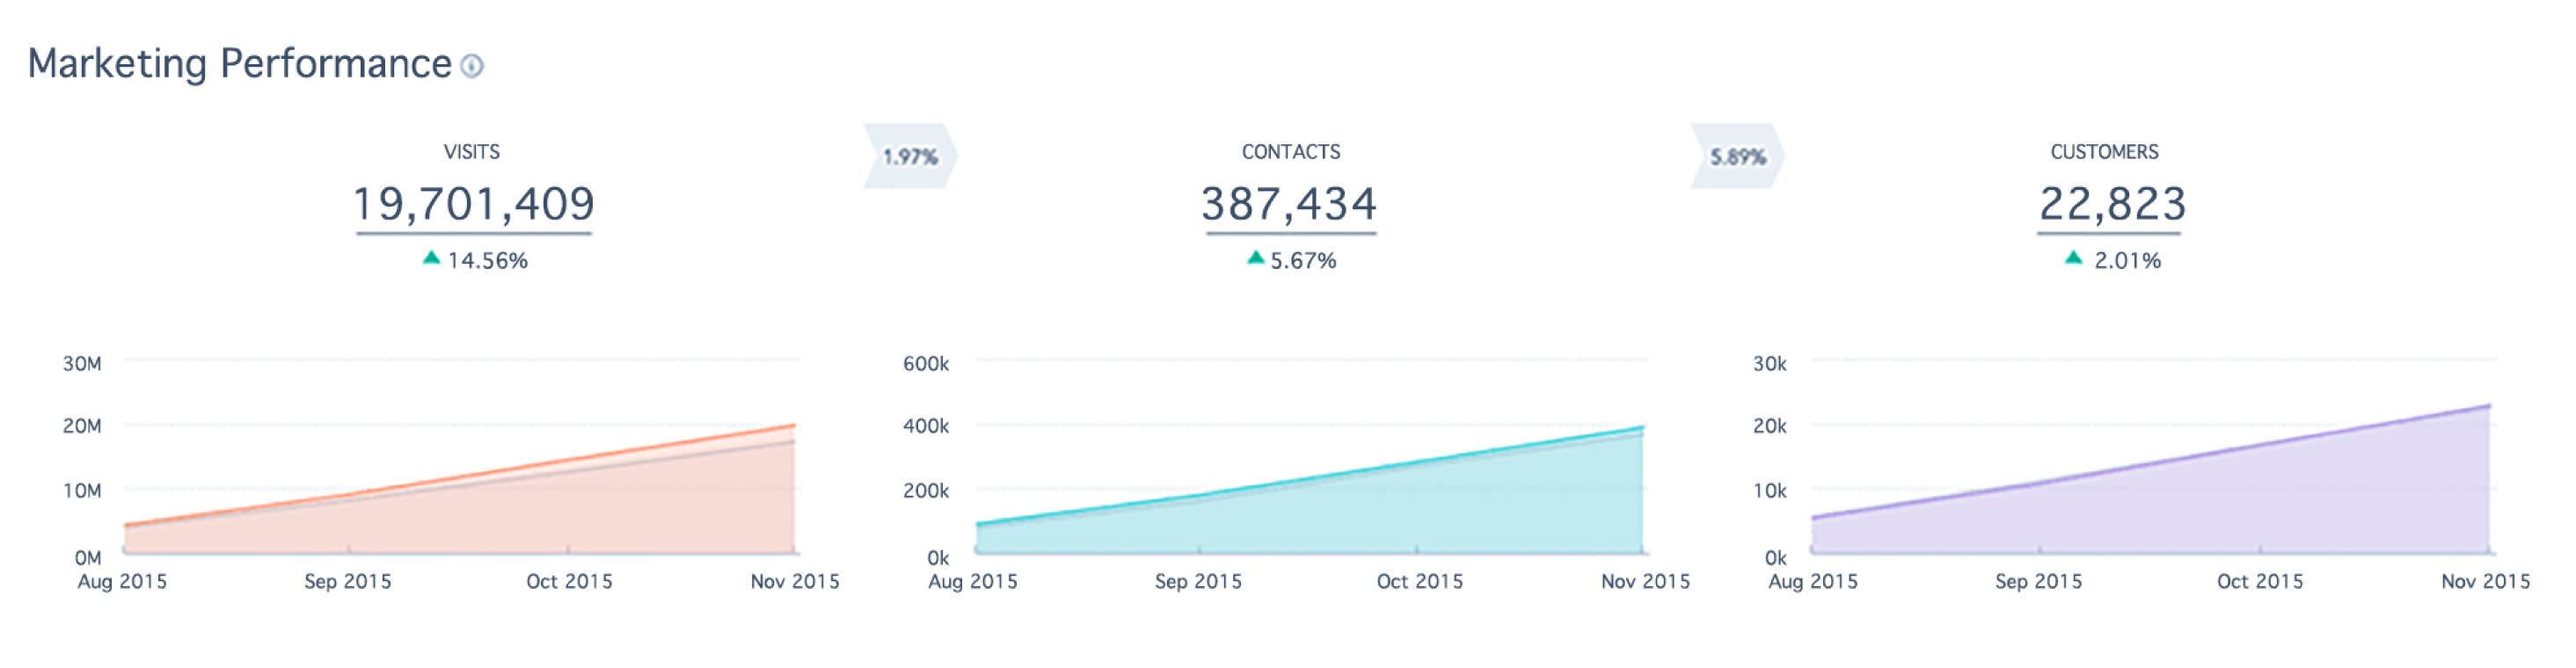 Marketing Performance
VISITS
19,701,409
14.56%
1.97%
CONTACTS
387,434
5.67%
5.89%
CUSTOMERS
22,823
2.01%
30M
20M
10M
0M
Aug 2015 Sep 2015 Oct 2015 Nov 2015
600k
400k
200k
0k
Aug 2015 Sep 2015 Oct 2015 Nov 2015
30k
20k
10k
0k
Aug 2015 Sep 2015 Oct 2015 Nov 2015